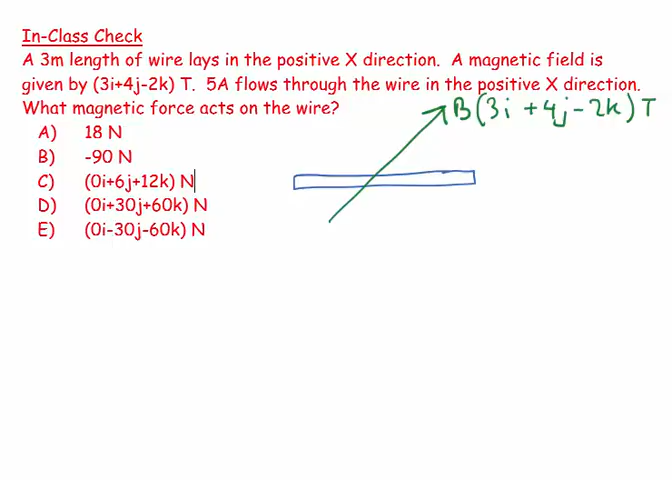 In-Class Check
A 3m length of wire lays in the positive X direction.  A magnetic field is
given by (3i+4j-2k) T.  5A flows through the wire in the positive X direction.
What magnetic force acts on the wire?
B (3i + 4j - 2k) T
A) 18 N
B) -90 N
C) (0i+6j+12k) N
D) (0i+30j+60k) N
E) (0i-30j-60k) N